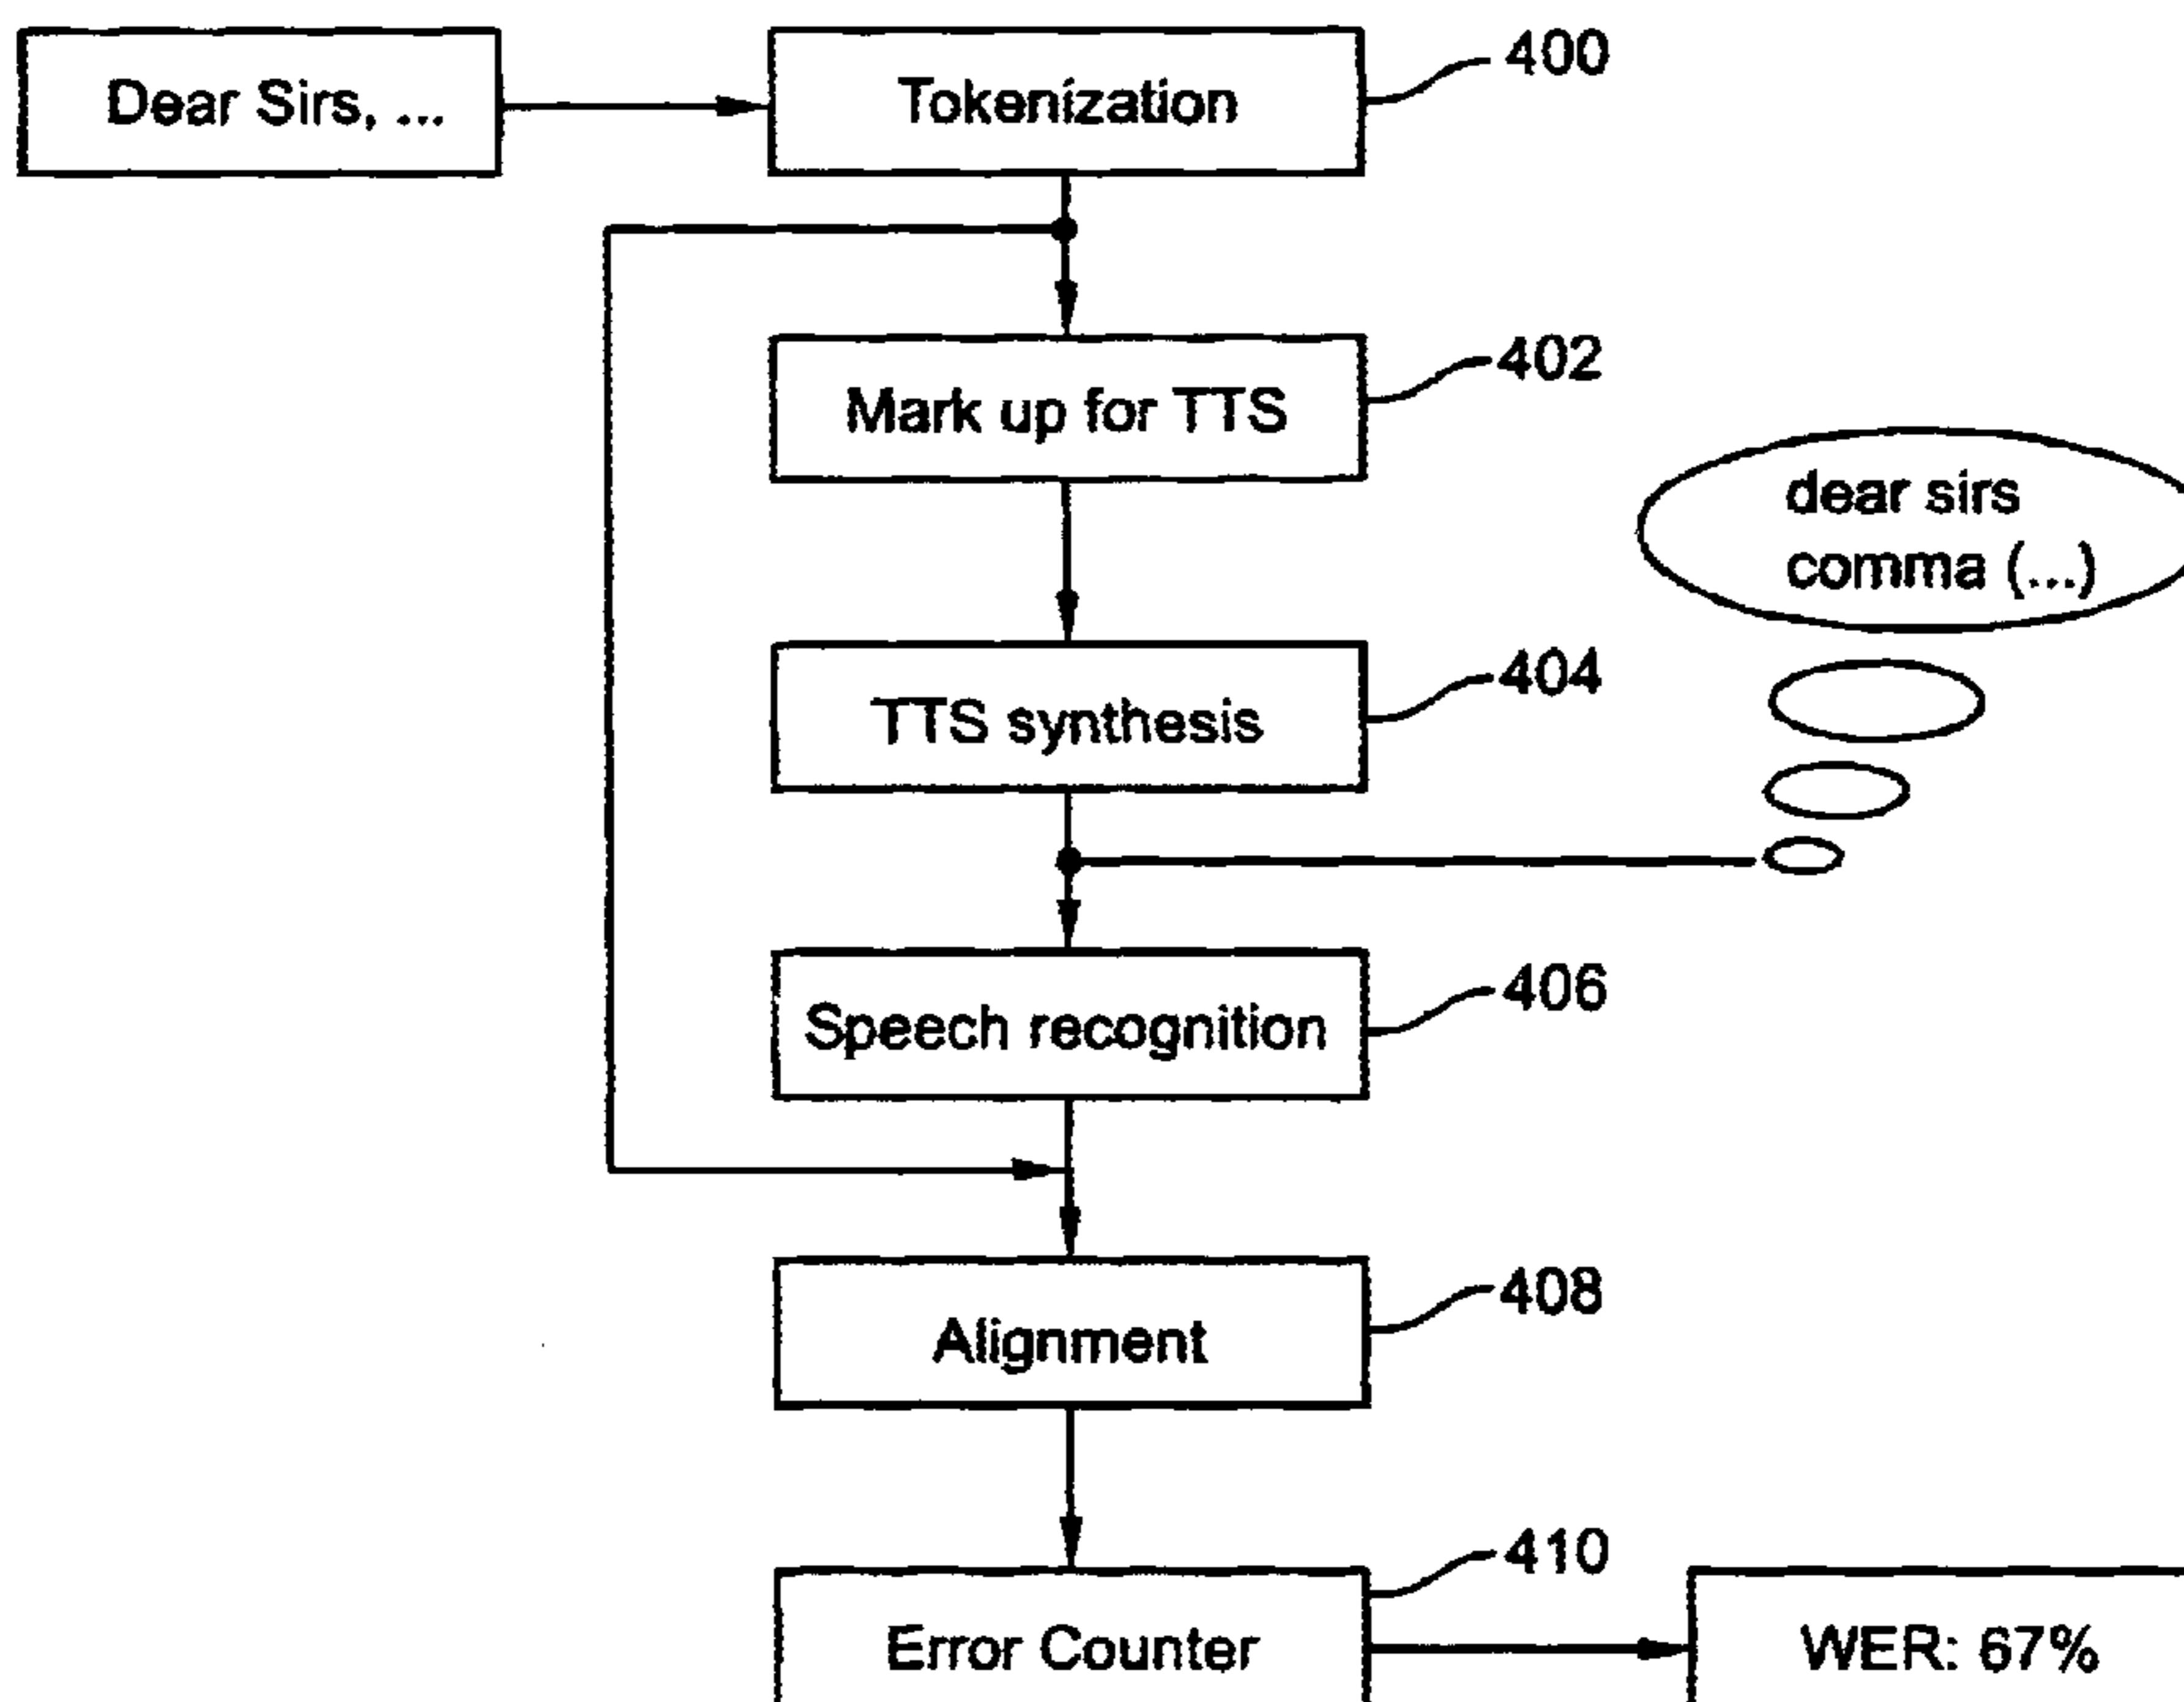 Dear Sirs, ...
Tokenization
400
Mark up for TTS
402
dear sirs
comma (...)
TTS synthesis
404
Speech recognition
406
Alignment
408
Error Counter
410
WER: 67%